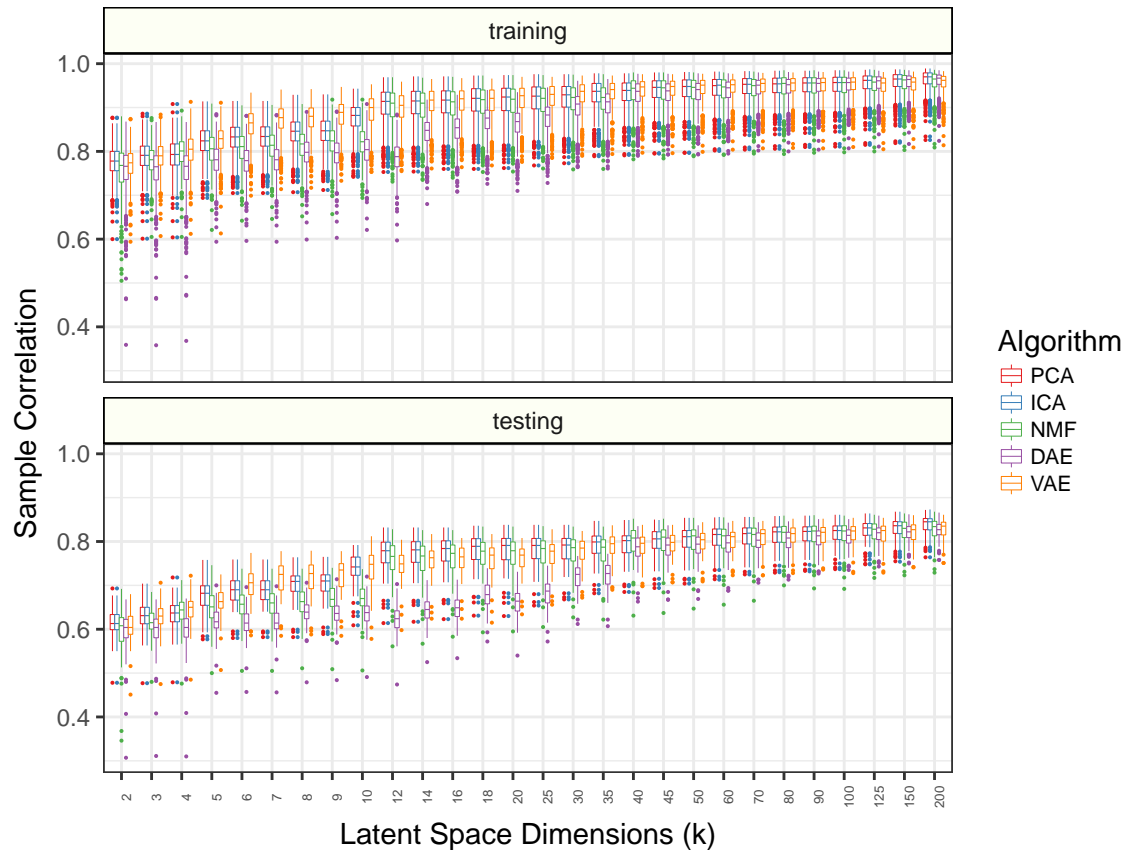 training
1.0
0.8
0.6
0.4
testing
1.0
0.8
0.6
0.4
Sample Correlation
2 3 4 5 6 7 8 9 10 12 14 16 18 20 25 30 35 40 45 50 60 70 80 90 100 125 150 200
Latent Space Dimensions (k)
Algorithm
PCA
ICA
NMF
DAE
VAE